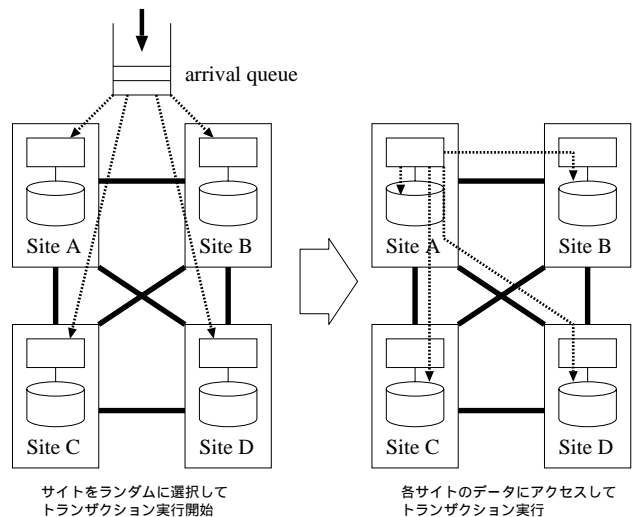 arrival queue
Site A
Site B
Site C
Site D
サイトをランダムに選択して
トランザクション実行開始
Site A
Site B
Site C
Site D
各サイトのデータにアクセスして
トランザクション実行